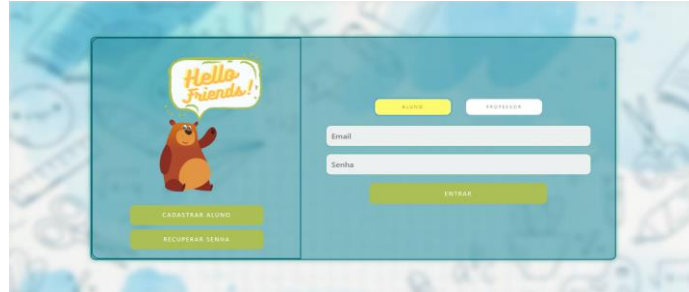 Hello
Friends!
CADASTRAR ALUNO
RECUPERAR SENHA
ALUNO
PROFESSOR
Email
Senha
ENTRAR